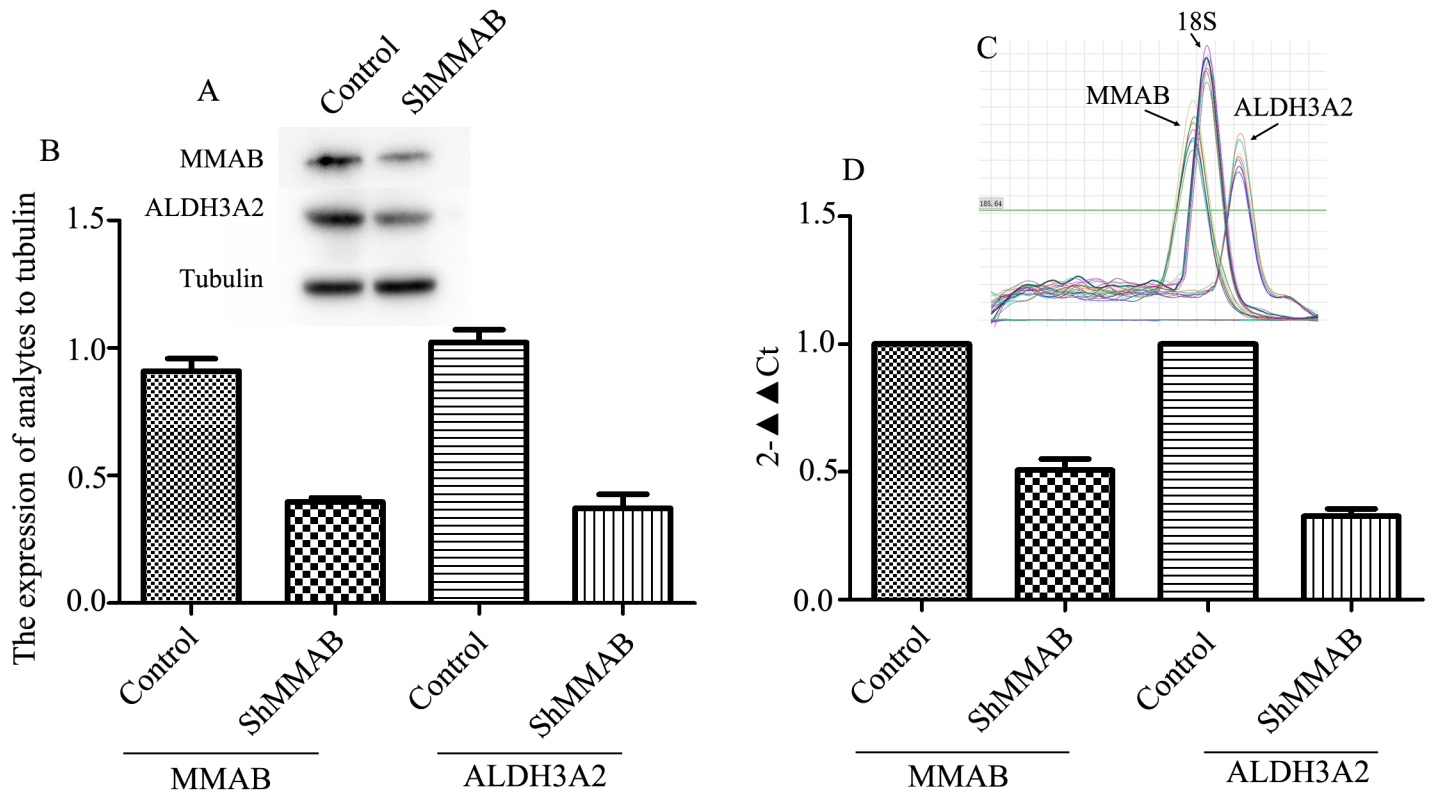 A
Control
ShMMAB
MMAB
ALDH3A2
Tubulin
B
The expression of analytes to tubulin
1.5
1.0
0.5
0.0
Control
ShMMAB
Control
ShMMAB
MMAB
ALDH3A2
C
18S
MMAB
ALDH3A2
185.64
D
2-▲▲Ct
1.5
1.0
0.5
0.0
Control
ShMMAB
Control
ShMMAB
MMAB
ALDH3A2